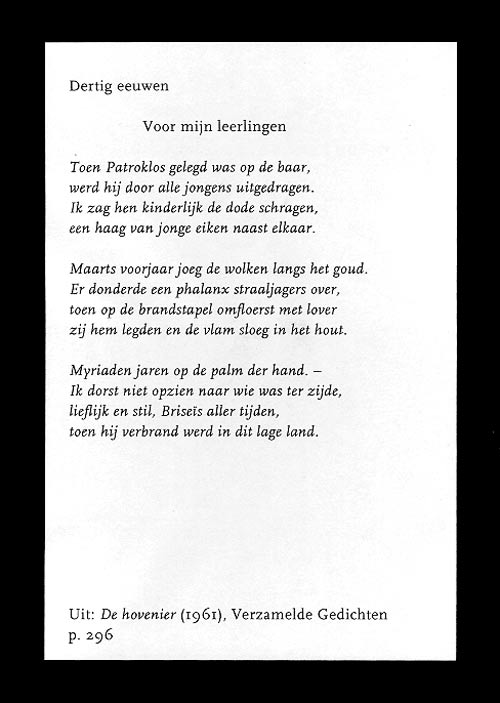 Dertig eeuwen
Voor mijn leerlingen
Toen Patroklos gelegd was op de baar,
werd hij door alle jongens uitgedragen.
Ik zag hen kinderlijk de dode schragen,
een haag van jonge eiken naast elkaar.
Maarts voorjaar joeg de wolken langs het goud.
Er donderde een phalanx straaljagers over,
toen op de brandstapel omfloerst met lover
zij hem legden en de vlam sloeg in het hout.
Myriaden jaren op de palm der hand. –
Ik dorst niet opzien naar wie was ter zijde,
lieflijk en stil, Briseïs aller tijden,
toen hij verbrand werd in dit lage land.
Uit: De hovenier (1961), Verzamelde Gedichten
p. 296